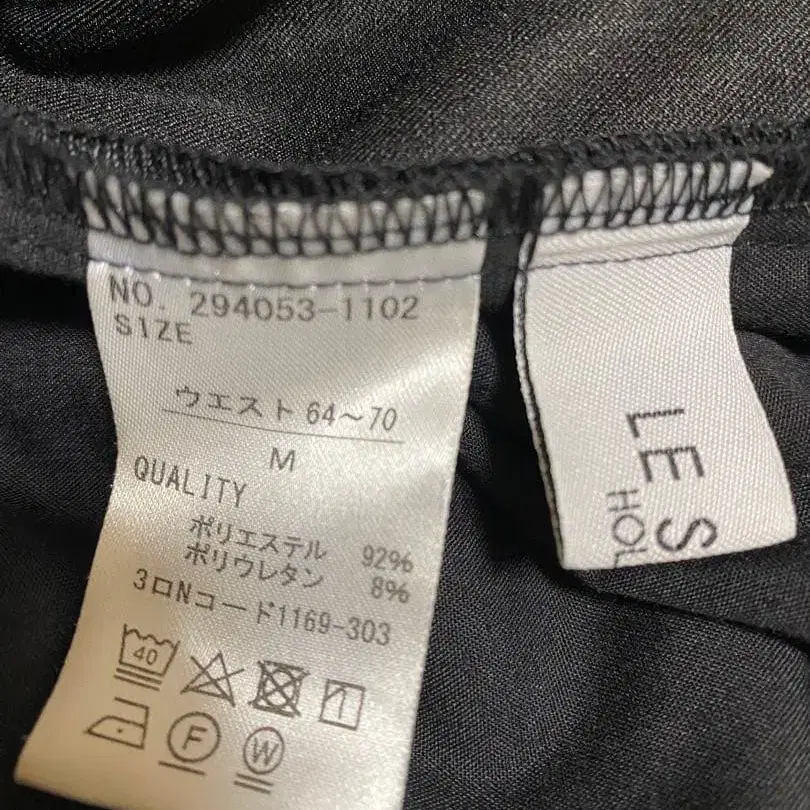 NO. 294053-1102
SIZE
ウエスト 64~70
M
QUALITY
ポリエステル 92%
ポリウレタン 8%
3ロNコード1169-303
40
F
W
LE S
HOL